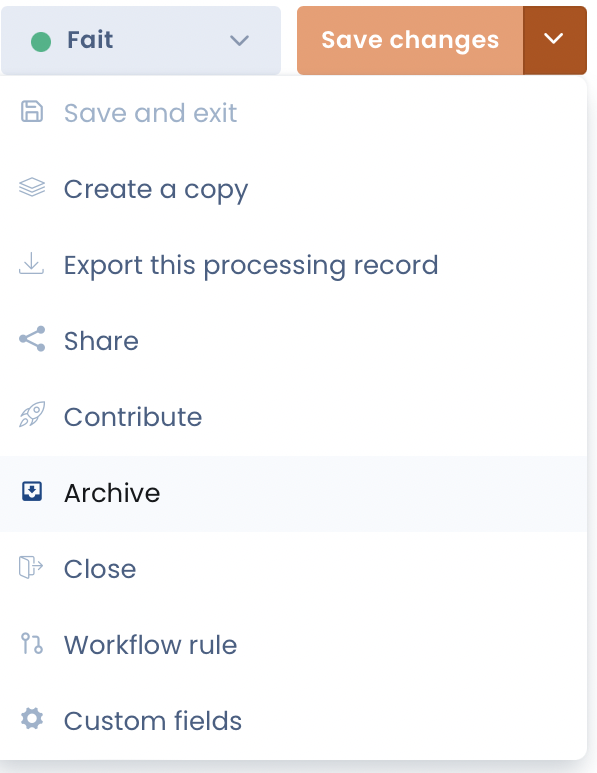 Fait
Save changes
Save and exit
Create a copy
Export this processing record
Share
Contribute
Archive
Close
Workflow rule
Custom fields